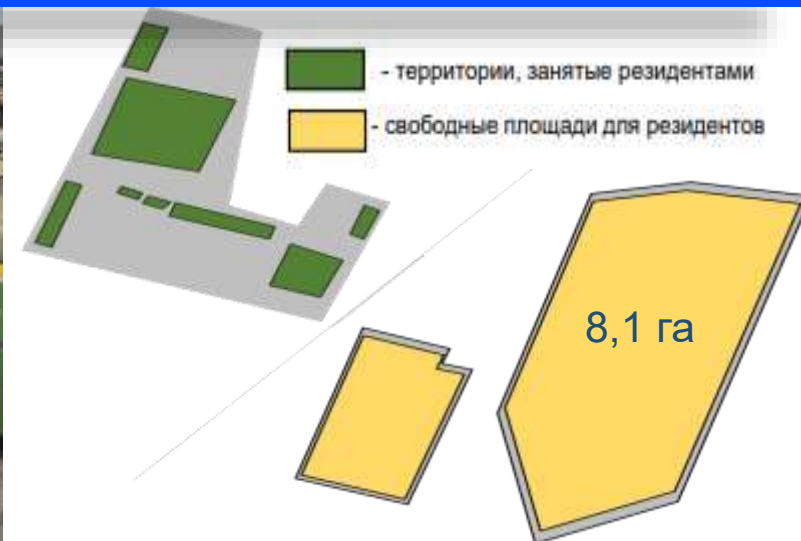 - территории, занятые резидентами
- свободные площади для резидентов
8,1 га